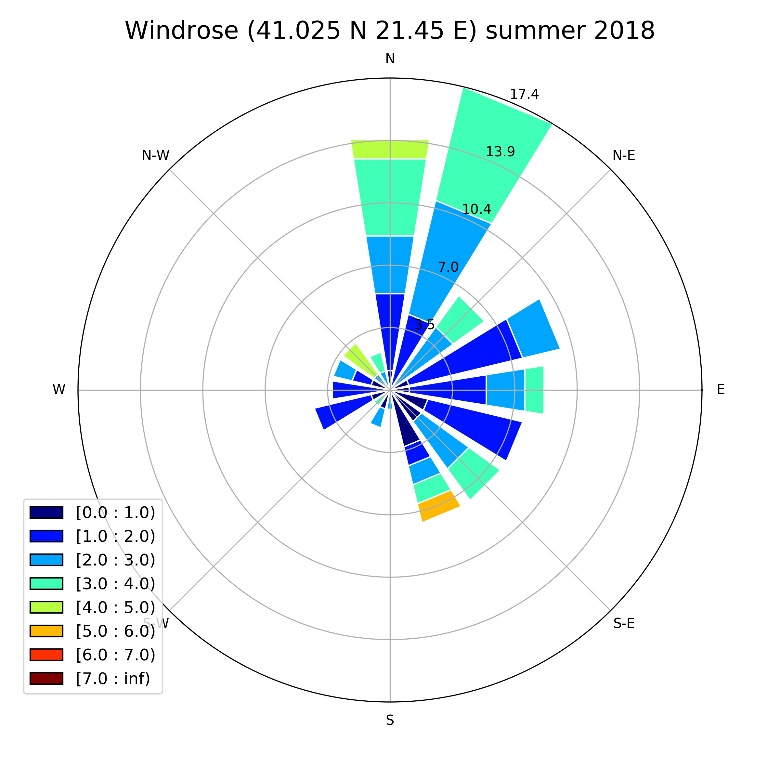 Windrose (41.025 N 21.45 E) summer 2018
N
17.4
N-W
13.9
N-E
10.4
7.0
3.5
W
E
[0.0 : 1.0)
[1.0 : 2.0)
[2.0 : 3.0)
[3.0 : 4.0)
[4.0 : 5.0)
S-W
S-E
[5.0 : 6.0)
[6.0 : 7.0)
[7.0 : inf)
S